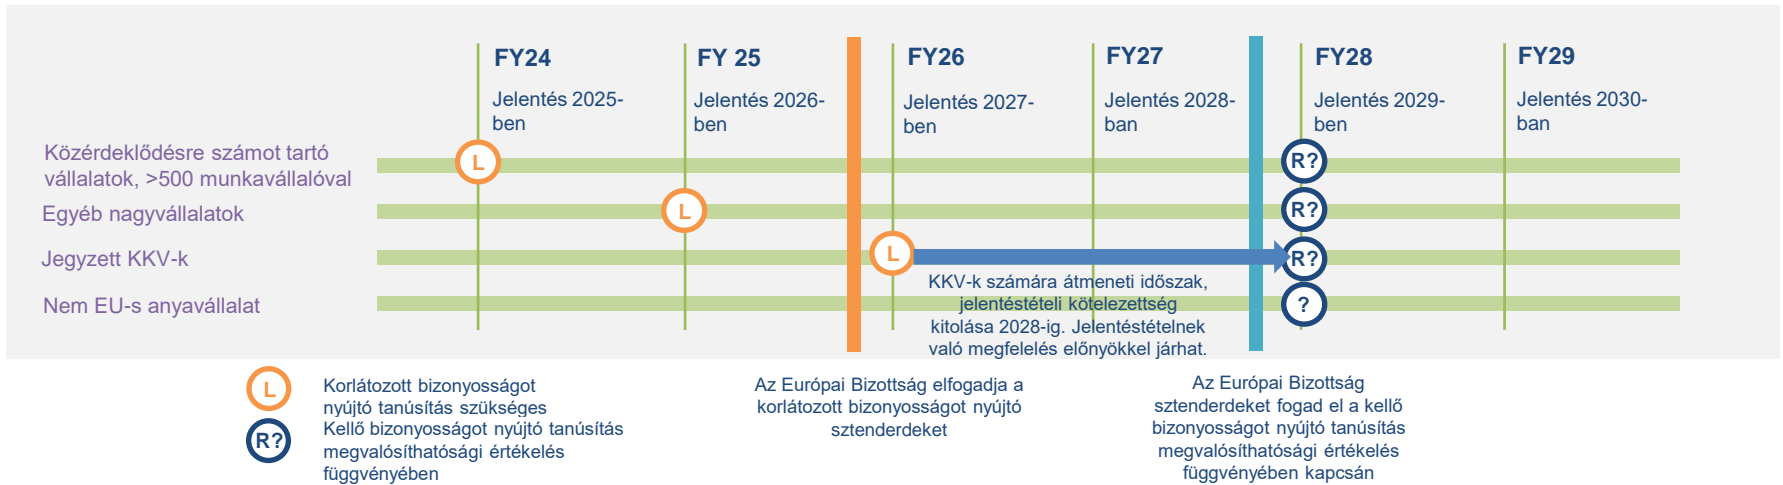 FY24
Jelentés 2025-
ben
FY 25
Jelentés 2026-
ben
FY26
Jelentés 2027-
ben
FY27
Jelentés 2028-
ban
FY28
Jelentés 2029-
ben
FY29
Jelentés 2030-
ban
Közérdeklődésre számot tartó
vállalatok, >500 munkavállalóval
L
R?
Egyéb nagyvállalatok
L
R?
Jegyzett KKV-k
L
R?
Nem EU-s anyavállalat
?
KKV-k számára átmeneti időszak,
jelentéstételi kötelezettség
kitolása 2028-ig. Jelentéstételnek
való megfelelés előnyökkel járhat.
L
Korlátozott bizonyosságot
nyújtó tanúsítás szükséges
R?
Kellő bizonyosságot nyújtó tanúsítás
megvalósíthatósági értékelés
függvényében
Az Európai Bizottság elfogadja a
korlátozott bizonyosságot nyújtó
sztenderdeket
Az Európai Bizottság
sztenderdeket fogad el a kellő
bizonyosságot nyújtó tanúsítás
megvalósíthatósági értékelés
függvényében kapcsán